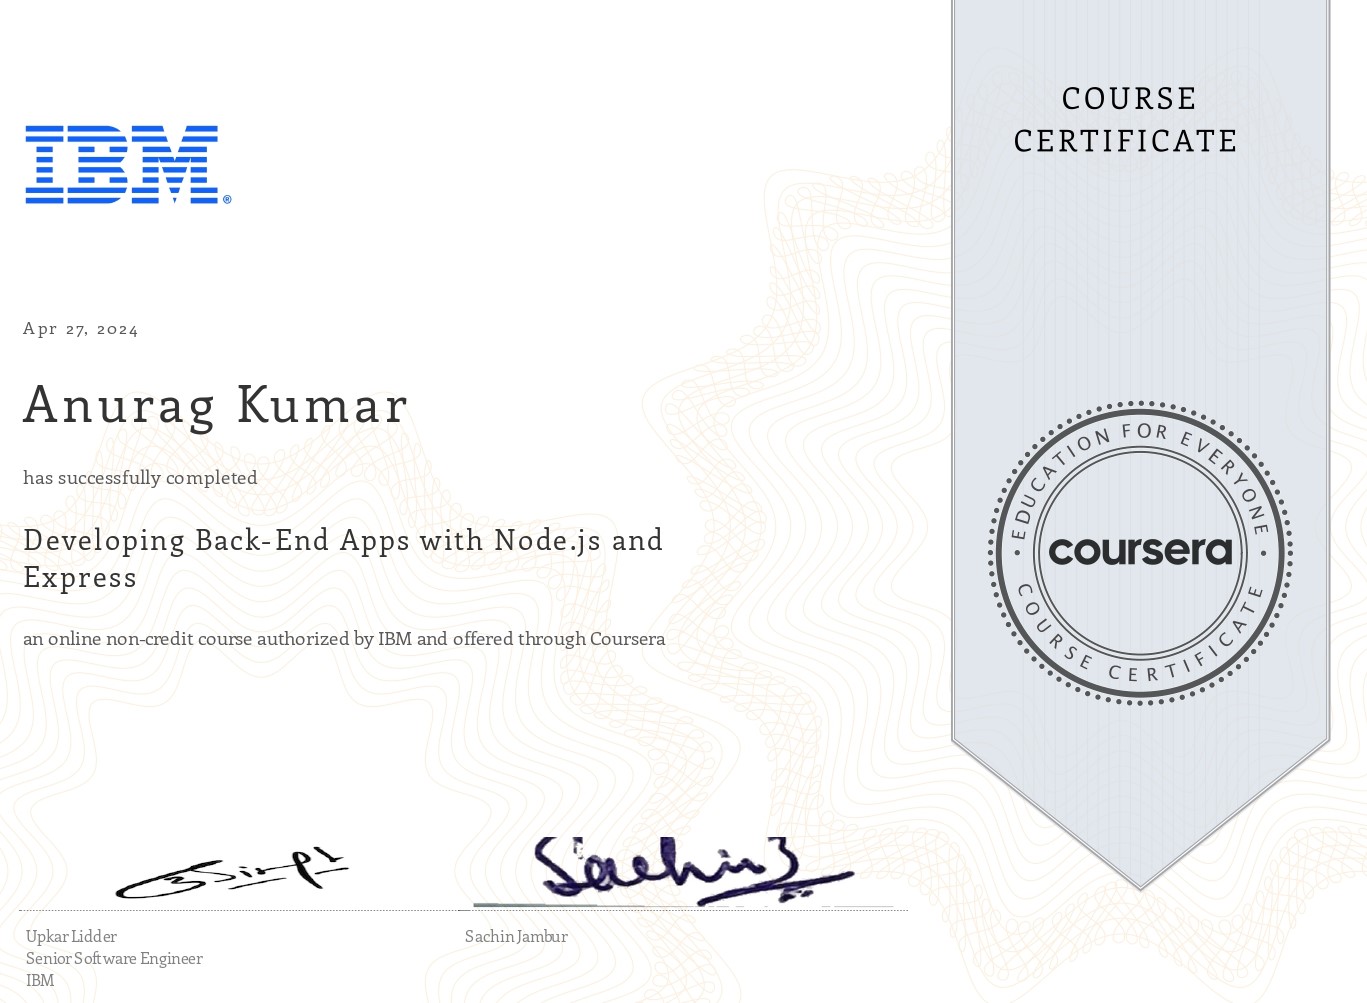 COURSE
CERTIFICATE
IBM®
Apr 27, 2024
Anurag Kumar
has successfully completed
Developing Back-End Apps with Node.js and
Express
an online non-credit course authorized by IBM and offered through Coursera
EDUCATION FOR EVERYONE
coursera
COURSE CERTIFICATE
Sachin
Upkar Lidder
Senior Software Engineer
IBM
Sachin Jambur